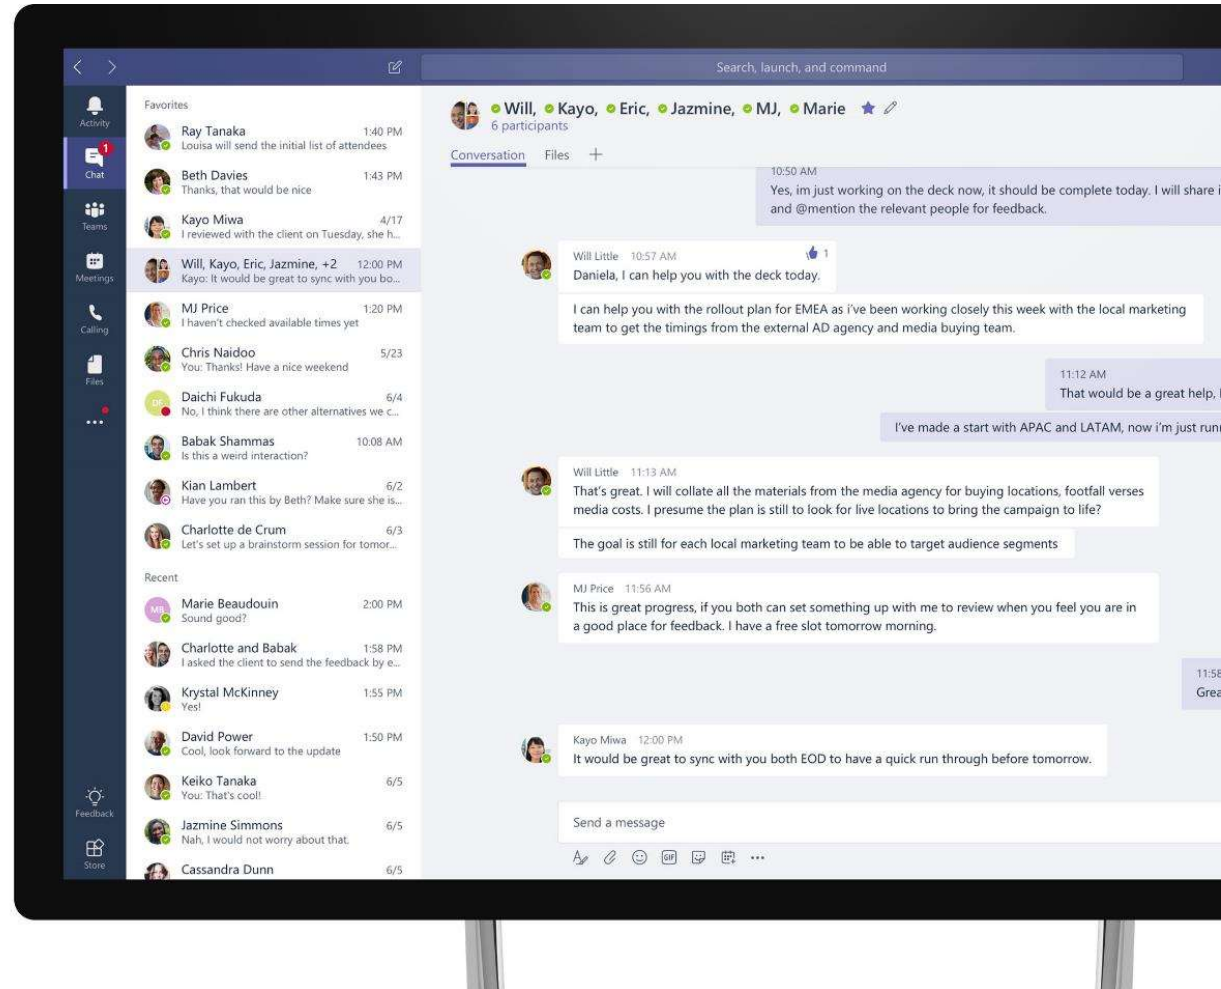 Search, launch, and command
Activity
1
Chat
Teams
Meetings
Calling
Files
Feedback
Store
Favorites
Ray Tanaka 1:40 PM
Louisa will send the initial list of attendees
Beth Davies 1:43 PM
Thanks, that would be nice
Kayo Miwa 4/17
I reviewed with the client on Tuesday, she h...
Will, Kayo, Eric, Jazmine, +2 12:00 PM
Kayo: It would be great to sync with you bo...
MJ Price 1:20 PM
I haven't checked available times yet
Chris Naidoo 5/23
You: Thanks! Have a nice weekend
DF
Daichi Fukuda 6/4
No, I think there are other alternatives we c...
Babak Shammas 10:08 AM
Is this a weird interaction?
Kian Lambert 6/2
Have you ran this by Beth? Make sure she is...
Charlotte de Crum 6/3
Let's set up a brainstorm session for tomor...
Recent
MB
Marie Beaudouin 2:00 PM
Sound good?
Charlotte and Babak 1:58 PM
I asked the client to send the feedback by e...
Krystal McKinney 1:55 PM
Yes!
David Power 1:50 PM
Cool, look forward to the update
Keiko Tanaka 6/5
You: That's cool!
Jazmine Simmons 6/5
Nah, I would not worry about that.
Cassandra Dunn 6/5
Will, Kayo, Eric, Jazmine, MJ, Marie
6 participants
Conversation Files +
10:50 AM
Yes, im just working on the deck now, it should be complete today. I will share
and @mention the relevant people for feedback.
Will Little 10:57 AM 1
Daniela, I can help you with the deck today.
I can help you with the rollout plan for EMEA as i've been working closely this week with the local marketing
team to get the timings from the external AD agency and media buying team.
11:12 AM
That would be a great help,
I've made a start with APAC and LATAM, now i'm just
Will Little 11:13 AM
That's great. I will collate all the materials from the media agency for buying locations, footfall verses
media costs. I presume the plan is still to look for live locations to bring the campaign to life?
The goal is still for each local marketing team to be able to target audience segments
MJ Price 11:56 AM
This is great progress, if you both can set something up with me to review when you feel you are in
a good place for feedback. I have a free slot tomorrow morning.
11:58
Kayo Miwa 12:00 PM
It would be great to sync with you both EOD to have a quick run through before tomorrow.
Send a message
GIF